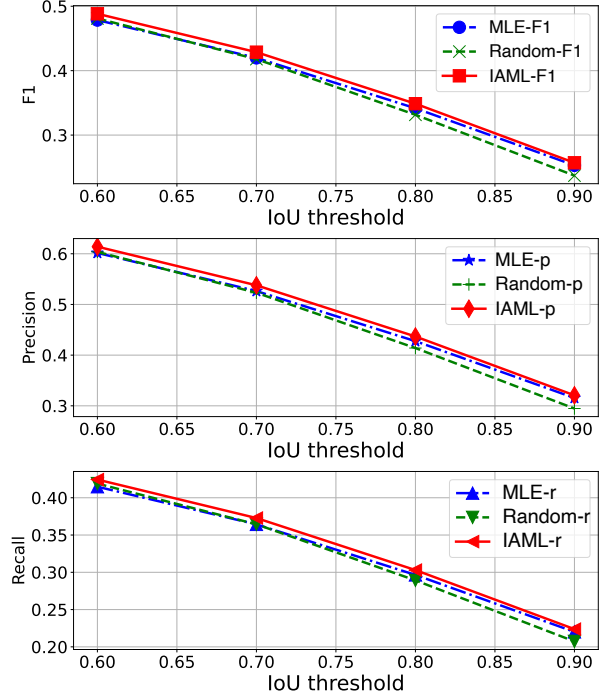 0.5
0.4
0.3
F1
MLE-F1
Random-F1
IAML-F1
0.60 0.65 0.70 0.75 0.80 0.85 0.90
IoU threshold
0.6
0.5
0.4
0.3
Precision
MLE-p
Random-p
IAML-p
0.60 0.65 0.70 0.75 0.80 0.85 0.90
IoU threshold
0.40
0.35
0.30
0.25
0.20
Recall
MLE-r
Random-r
IAML-r
0.60 0.65 0.70 0.75 0.80 0.85 0.90
IoU threshold